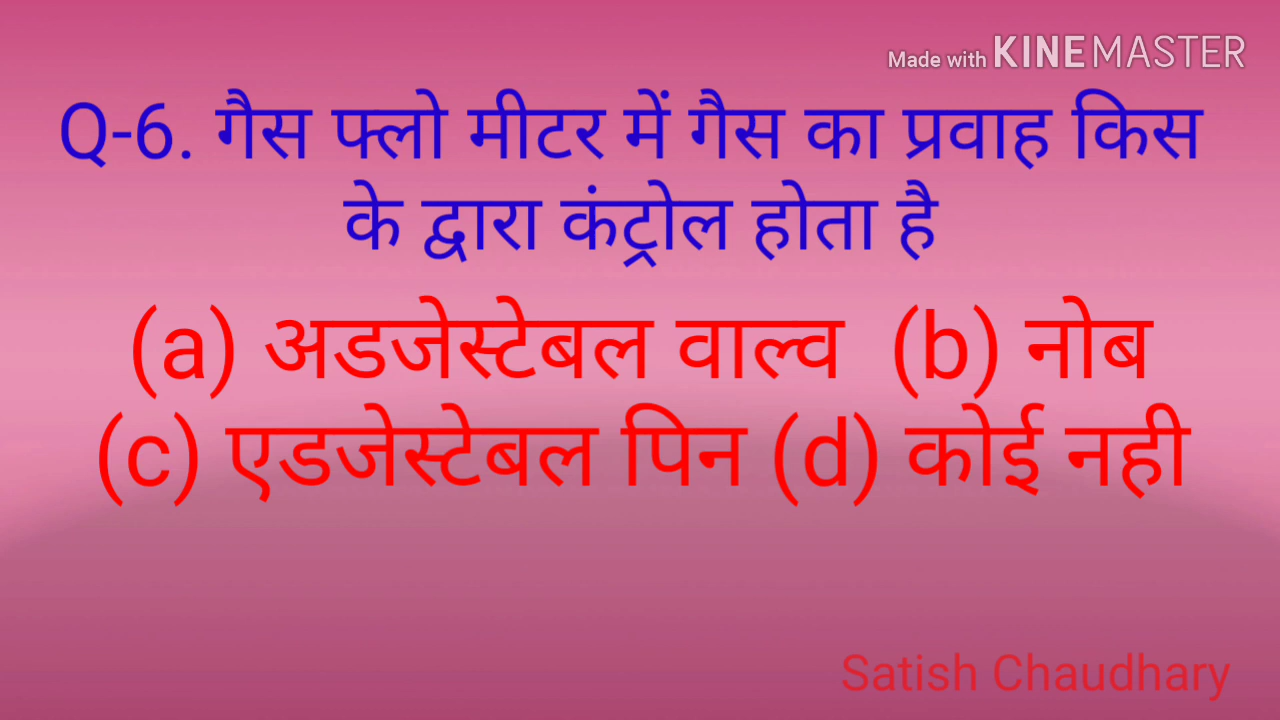 Made with KINEMASTER
Q-6. गैस फ्लो मीटर में गैस का प्रवाह किस
के द्वारा कंट्रोल होता है
(a) अडजेस्टेबल वाल्व (b) नोब
(c) एडजेस्टेबल पिन (d) कोई नही
Satish Chaudhary